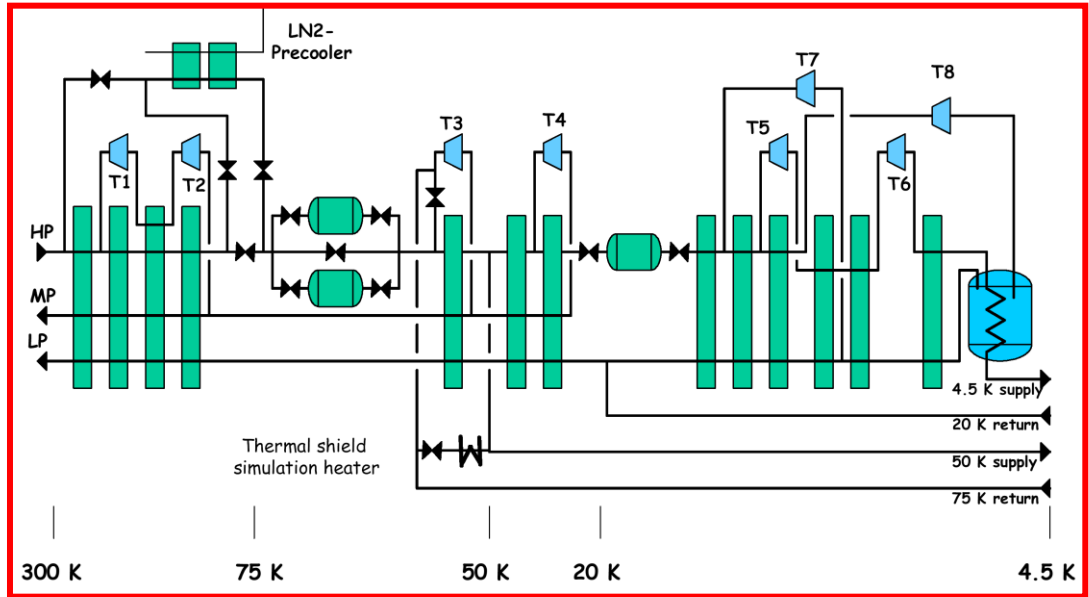 LN2-
Precooler
T7
T8
T1
T2
T3
T4
T5
T6
HP
MP
LP
4.5 K supply
20 K return
Thermal shield
simulation heater
50 K supply
75 K return
300 K
75 K
50 K
20 K
4.5 K